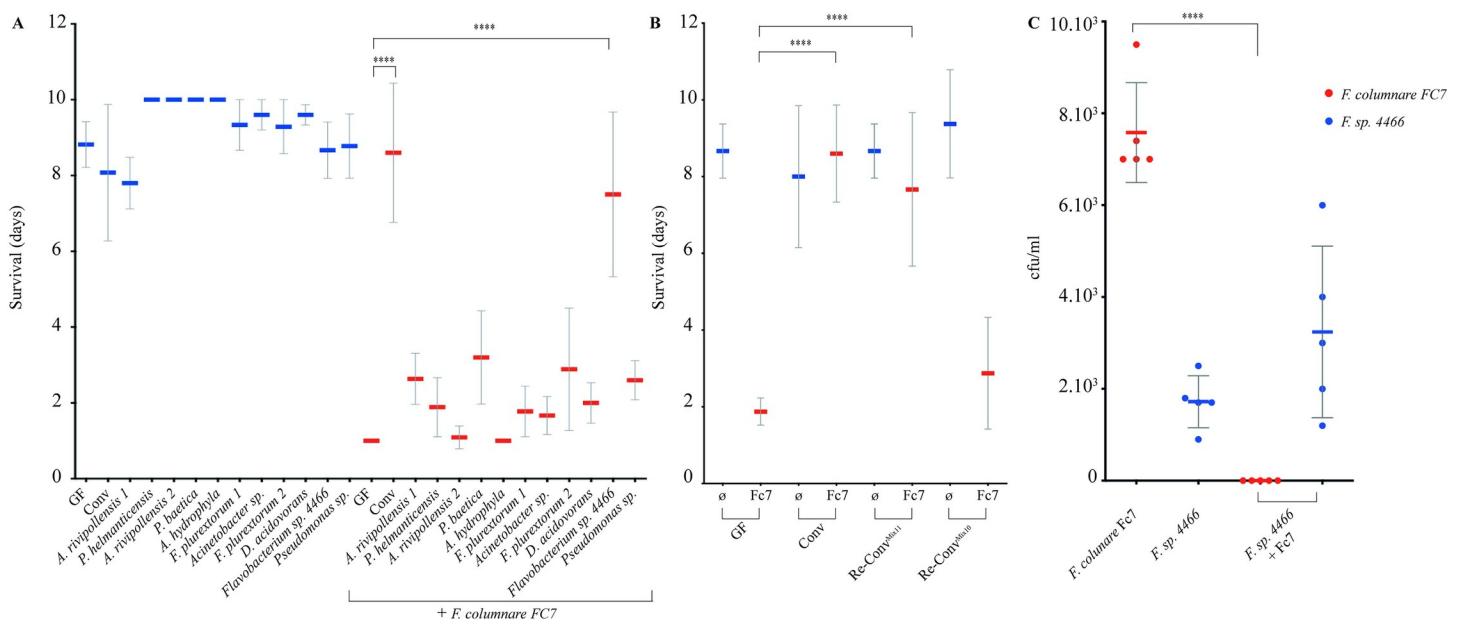 A
Survival (days)
12
10
8
6
4
2
0
****
****
GF
Conv
A. rivipollensis 1
P. helmanticensis
A. rivipollensis 2
P. baetica
A. hydrophyla
F. plurextorum 1
Acinetobacter sp.
F. plurextorum 2
D. acidovorans
Flavobacterium sp. 4466
Pseudomonas sp.
GF
Conv
A. rivipollensis 1
P. helmanticensis
A. rivipollensis 2
P. baetica
A. hydrophyla
F. plurextorum 1
Acinetobacter sp.
F. plurextorum 2
D. acidovorans
Flavobacterium sp. 4466
Pseudomonas sp.
+ F. columnare FC7
B
Survival (days)
12
10
8
6
4
2
0
****
****
ø Fc7 ø Fc7 ø Fc7 ø Fc7
GF
Conv
Re-Conv^Mix11
Re-Conv^Mix10
C
cfu/ml
10.10³
8.10³
6.10³
4.10³
2.10³
0
****
F. columnare FC7
F. sp. 4466
F. colunare Fc7
F. sp. 4466
F. sp. 4466
+ Fc7